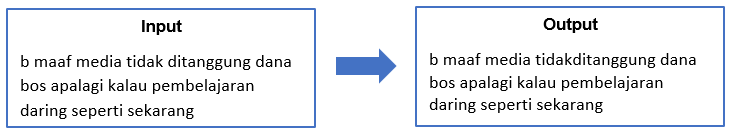 Input
b maaf media tidak ditanggung dana
bos apalagi kalau pembelajaran
daring seperti sekarang
Output
b maaf media tidakditanggung dana
bos apalagi kalau pembelajaran
daring seperti sekarang